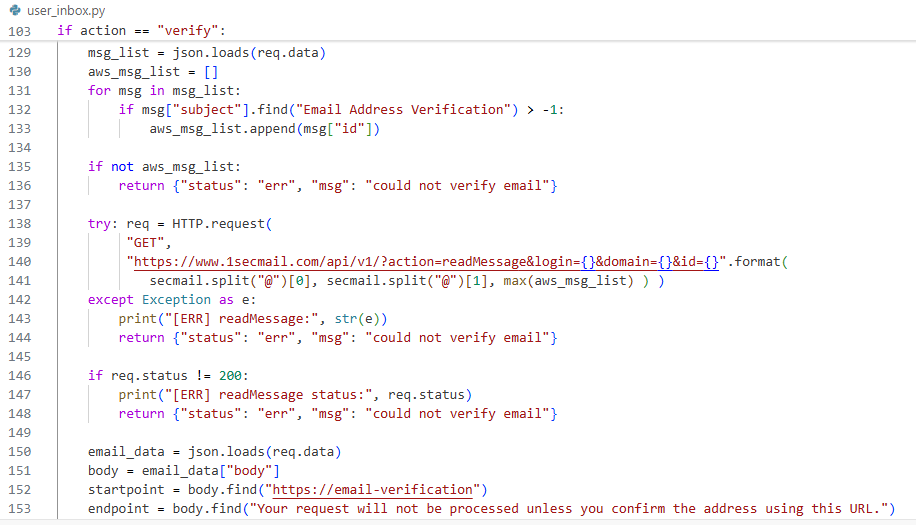 user_inbox.py
103 if action == "verify":
129 msg_list = json.loads(req.data)
130 aws_msg_list = []
131 for msg in msg_list:
132 if msg["subject"].find("Email Address Verification") > -1:
133 aws_msg_list.append(msg["id"])
134
135 if not aws_msg_list:
136 return {"status": "err", "msg": "could not verify email"}
137
138 try: req = HTTP.request(
139 "GET",
140 "https://www.1secmail.com/api/v1/?action=readMessage&login={}&domain={}&id={}".format(
141 secmail.split("@")[0], secmail.split("@")[1], max(aws_msg_list) ) )
142 except Exception as e:
143 print("[ERR] readMessage:", str(e))
144 return {"status": "err", "msg": "could not verify email"}
145
146 if req.status != 200:
147 print("[ERR] readMessage status:", req.status)
148 return {"status": "err", "msg": "could not verify email"}
149
150 email_data = json.loads(req.data)
151 body = email_data["body"]
152 startpoint = body.find("https://email-verification")
153 endpoint = body.find("Your request will not be processed unless you confirm the address using this URL.")